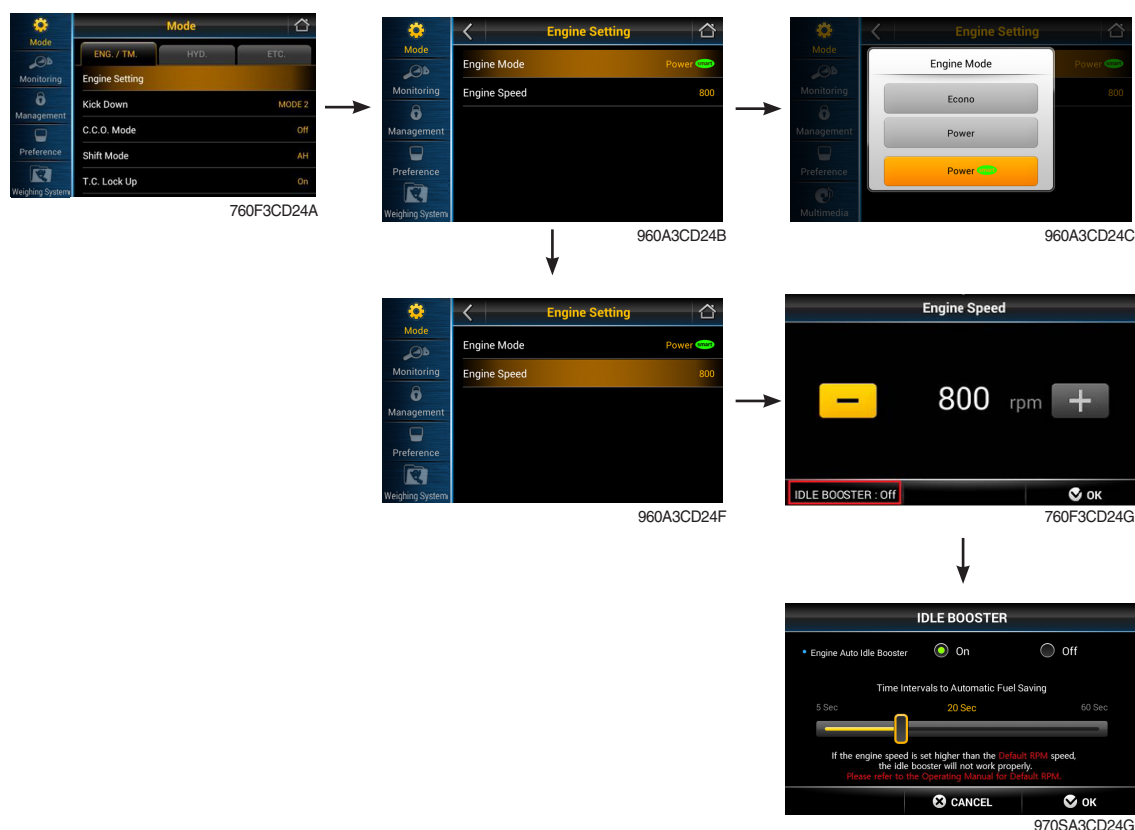 Mode
Mode
ENG. / TM. HYD. ETC.
Monitoring
Engine Setting
Management
Kick Down MODE 2
C.C.O. Mode Off
Preference
Shift Mode AH
Weighing System
T.C. Lock Up On
760F3CD24A
Mode
Engine Setting
Engine Mode Power smart
Monitoring
Engine Speed 800
Management
Preference
Weighing System
960A3CD24B
Mode
Engine Setting
Engine Mode
Power smart
Monitoring
Econo
800
Management
Power
Preference
Power smart
Multimedia
960A3CD24C
Mode
Engine Setting
Engine Mode Power smart
Monitoring
Engine Speed 800
Management
Preference
Weighing System
960A3CD24F
Engine Speed
− 800 rpm +
IDLE BOOSTER : Off
OK
760F3CD24G
IDLE BOOSTER
Engine Auto Idle Booster On Off
Time Intervals to Automatic Fuel Saving
5 Sec 20 Sec 60 Sec
If the engine speed is set higher than the Default RPM speed,
the idle booster will not work properly.
Please refer to the Operating Manual for Default RPM.
CANCEL OK
970SA3CD24G